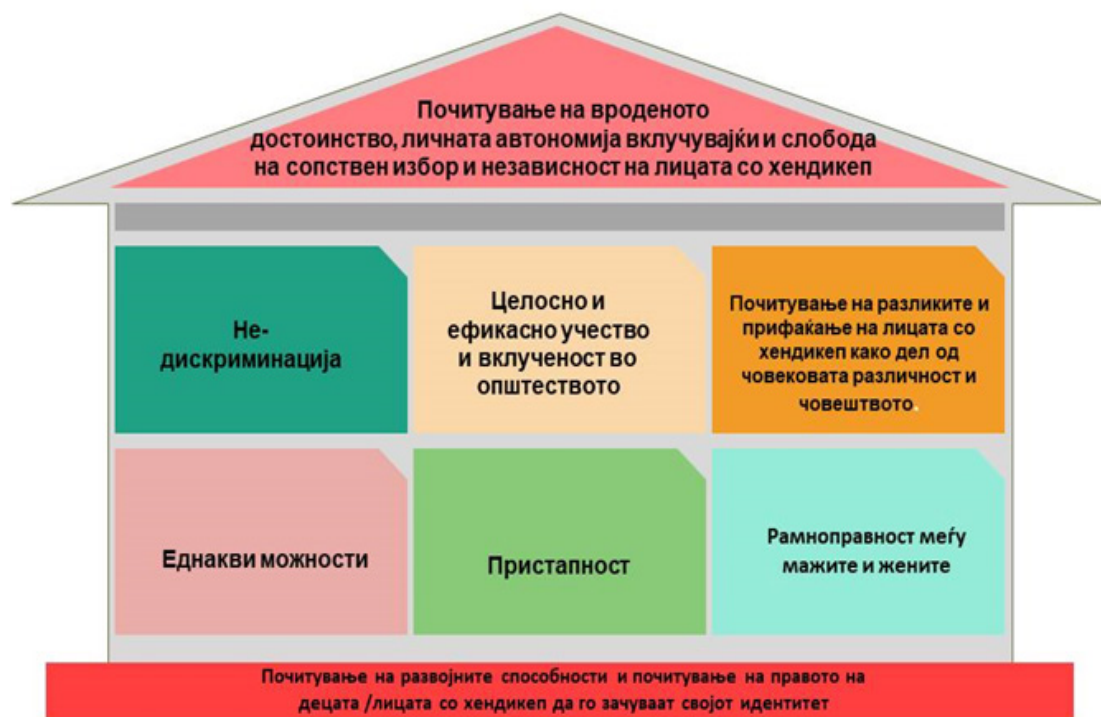 Почитување на вроденото
достоинство, личната автономија вклучувајќи и слобода
на сопствен избор и независност на лицата со хендикеп
Не-
дискриминација
Целосно и
ефикасно учество
и вклученост во
општеството
Почитување на разликите и
прифаќање на лицата со
хендикеп како дел од
човековата различност и
човештвото.
Еднакви можности
Пристапност
Рамноправност меѓу
мажите и жените
Почитување на развојните способности и почитување на правото на
децата /лицата со хендикеп да го зачуваат својот идентитет